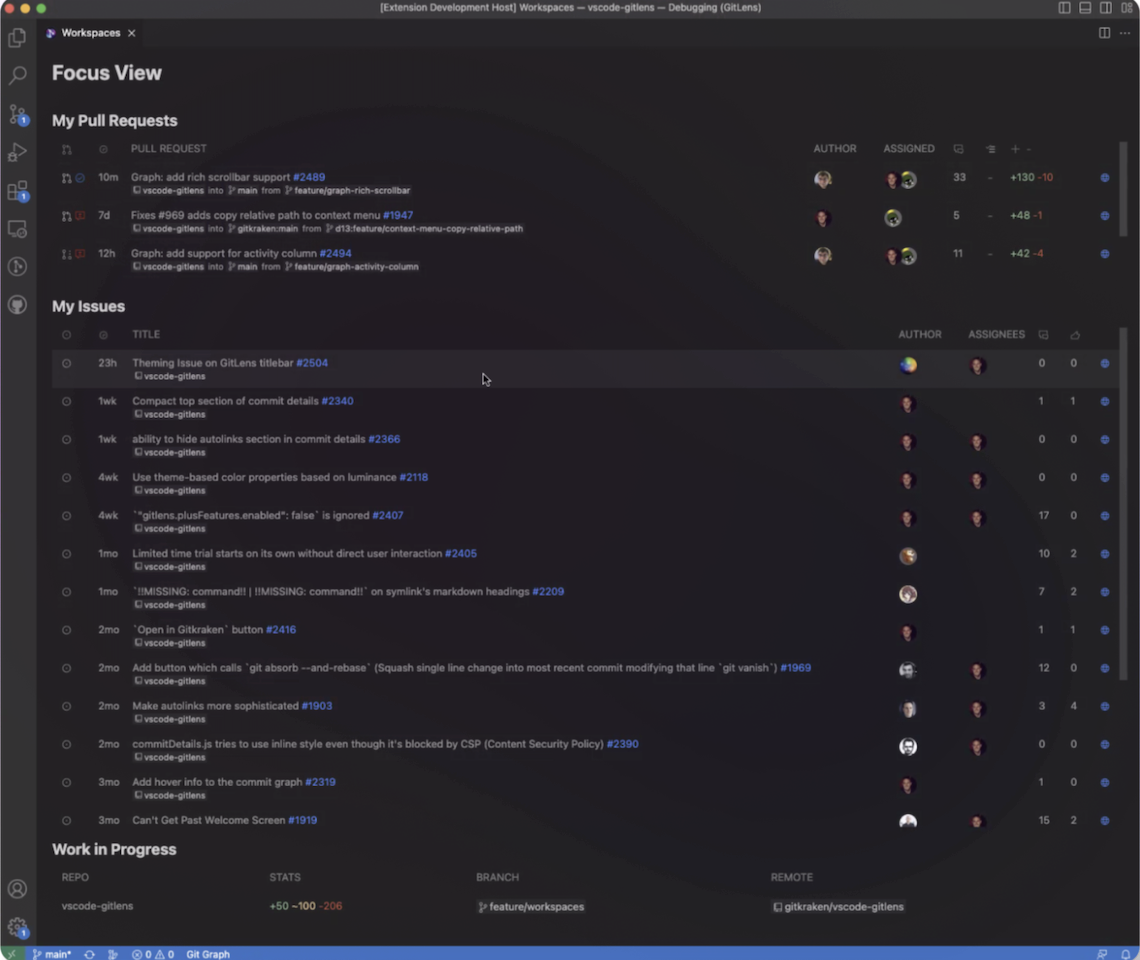 [Extension Development Host] Workspaces — vscode-gitlens — Debugging (GitLens)
Workspaces
Focus View
My Pull Requests
PULL REQUEST AUTHOR ASSIGNED + -
10m Graph: add rich scrollbar support #2489 33 - +130 -10
vscode-gitlens into main from feature/graph-rich-scrollbar
7d Fixes #969 adds copy relative path to context menu #1947 5 - +48 -1
vscode-gitlens into gitkraken:main from d13:feature/context-menu-copy-relative-path
12h Graph: add support for activity column #2494 11 - +42 -4
vscode-gitlens into main from feature/graph-activity-column
My Issues
TITLE AUTHOR ASSIGNEES
23h Theming Issue on GitLens titlebar #2504 0 0
vscode-gitlens
1wk Compact top section of commit details #2340 1 1
vscode-gitlens
1wk ability to hide autolinks section in commit details #2366 0 0
vscode-gitlens
4wk Use theme-based color properties based on luminance #2118 0 0
vscode-gitlens
4wk `"gitlens.plusFeatures.enabled": false` is ignored #2407 17 0
vscode-gitlens
1mo Limited time trial starts on its own without direct user interaction #2405 10 2
vscode-gitlens
1mo `!!MISSING: command!! | !!MISSING: command!!` on symlink's markdown headings #2209 7 2
vscode-gitlens
2mo `Open in Gitkraken` button #2416 1 1
vscode-gitlens
2mo Add button which calls `git absorb --and-rebase` (Squash single line change into most recent commit modifying that line `git vanish`) #1969 12 0
vscode-gitlens
2mo Make autolinks more sophisticated #1903 3 4
vscode-gitlens
2mo commitDetails.js tries to use inline style even though it's blocked by CSP (Content Security Policy) #2390 0 0
vscode-gitlens
3mo Add hover info to the commit graph #2319 1 0
vscode-gitlens
3mo Can't Get Past Welcome Screen #1919 15 2
Work in Progress
REPO STATS BRANCH REMOTE
vscode-gitlens +50 ~100 -206 feature/workspaces gitkraken/vscode-gitlens
1
1
1
main* 0 0 Git Graph